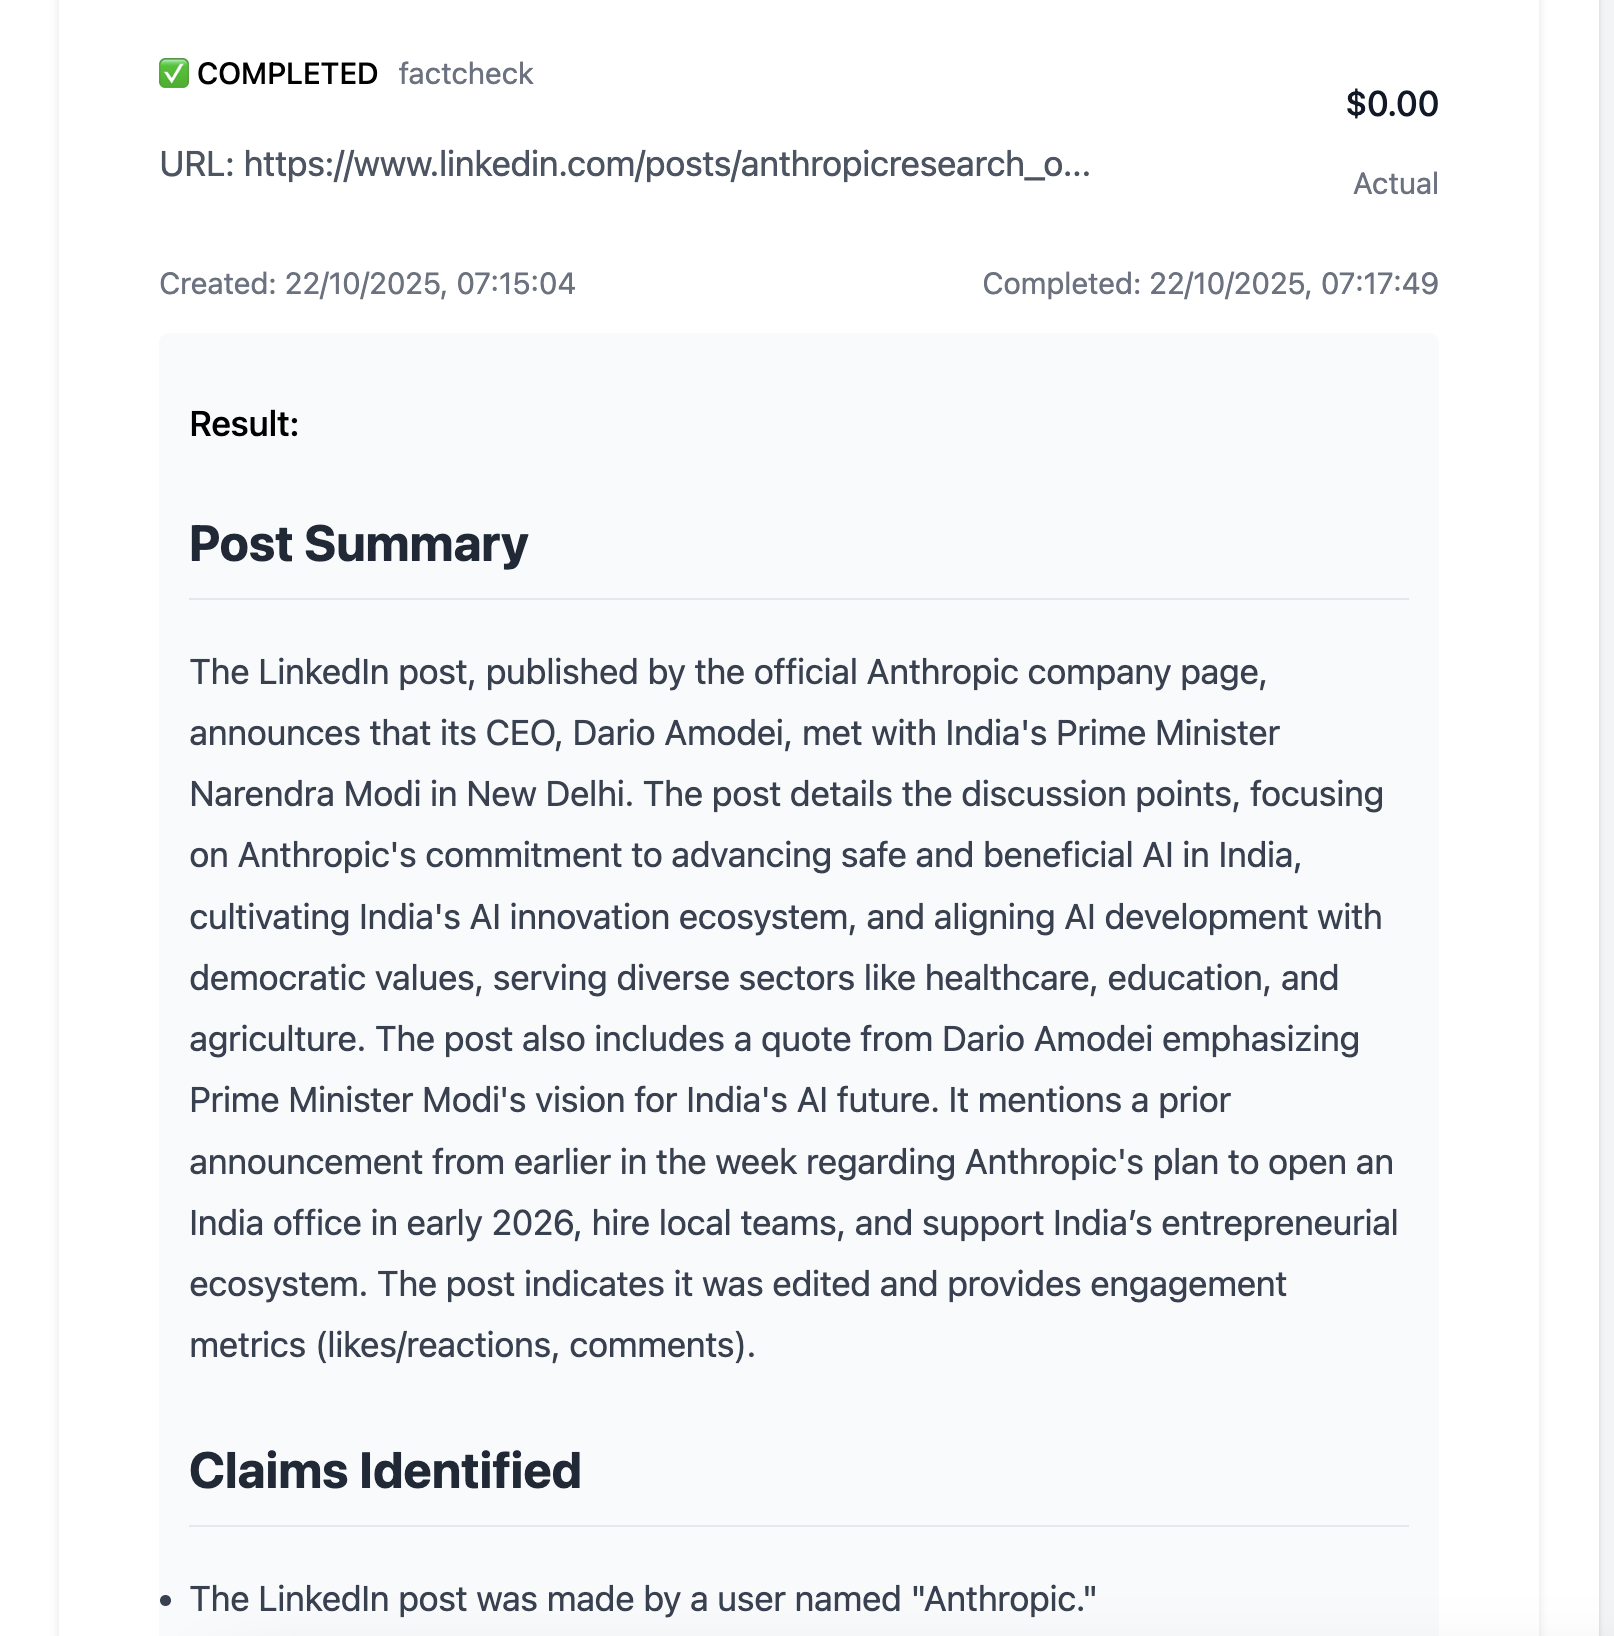 ✅ COMPLETED factcheck
$0.00
URL: https://www.linkedin.com/posts/anthropicresearch_o...
Actual
Created: 22/10/2025, 07:15:04
Completed: 22/10/2025, 07:17:49
Result:
Post Summary
The LinkedIn post, published by the official Anthropic company page,
announces that its CEO, Dario Amodei, met with India's Prime Minister
Narendra Modi in New Delhi. The post details the discussion points, focusing
on Anthropic's commitment to advancing safe and beneficial AI in India,
cultivating India's AI innovation ecosystem, and aligning AI development with
democratic values, serving diverse sectors like healthcare, education, and
agriculture. The post also includes a quote from Dario Amodei emphasizing
Prime Minister Modi's vision for India's AI future. It mentions a prior
announcement from earlier in the week regarding Anthropic's plan to open an
India office in early 2026, hire local teams, and support India’s entrepreneurial
ecosystem. The post indicates it was edited and provides engagement
metrics (likes/reactions, comments).
Claims Identified
• The LinkedIn post was made by a user named "Anthropic."